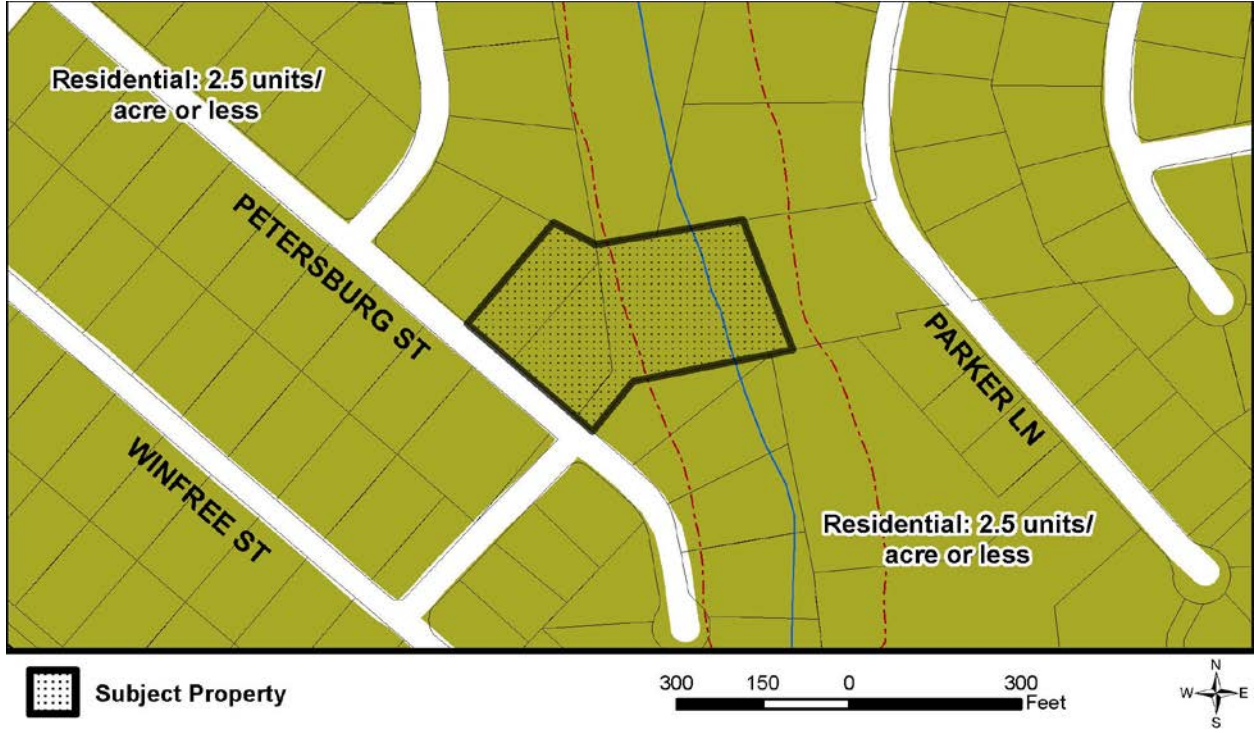 Residential: 2.5 units/
acre or less
PETERSBURG ST
WINFREE ST
PARKER LN
Residential: 2.5 units/
acre or less
Subject Property
300 150 0 300
Feet
N
W E
S